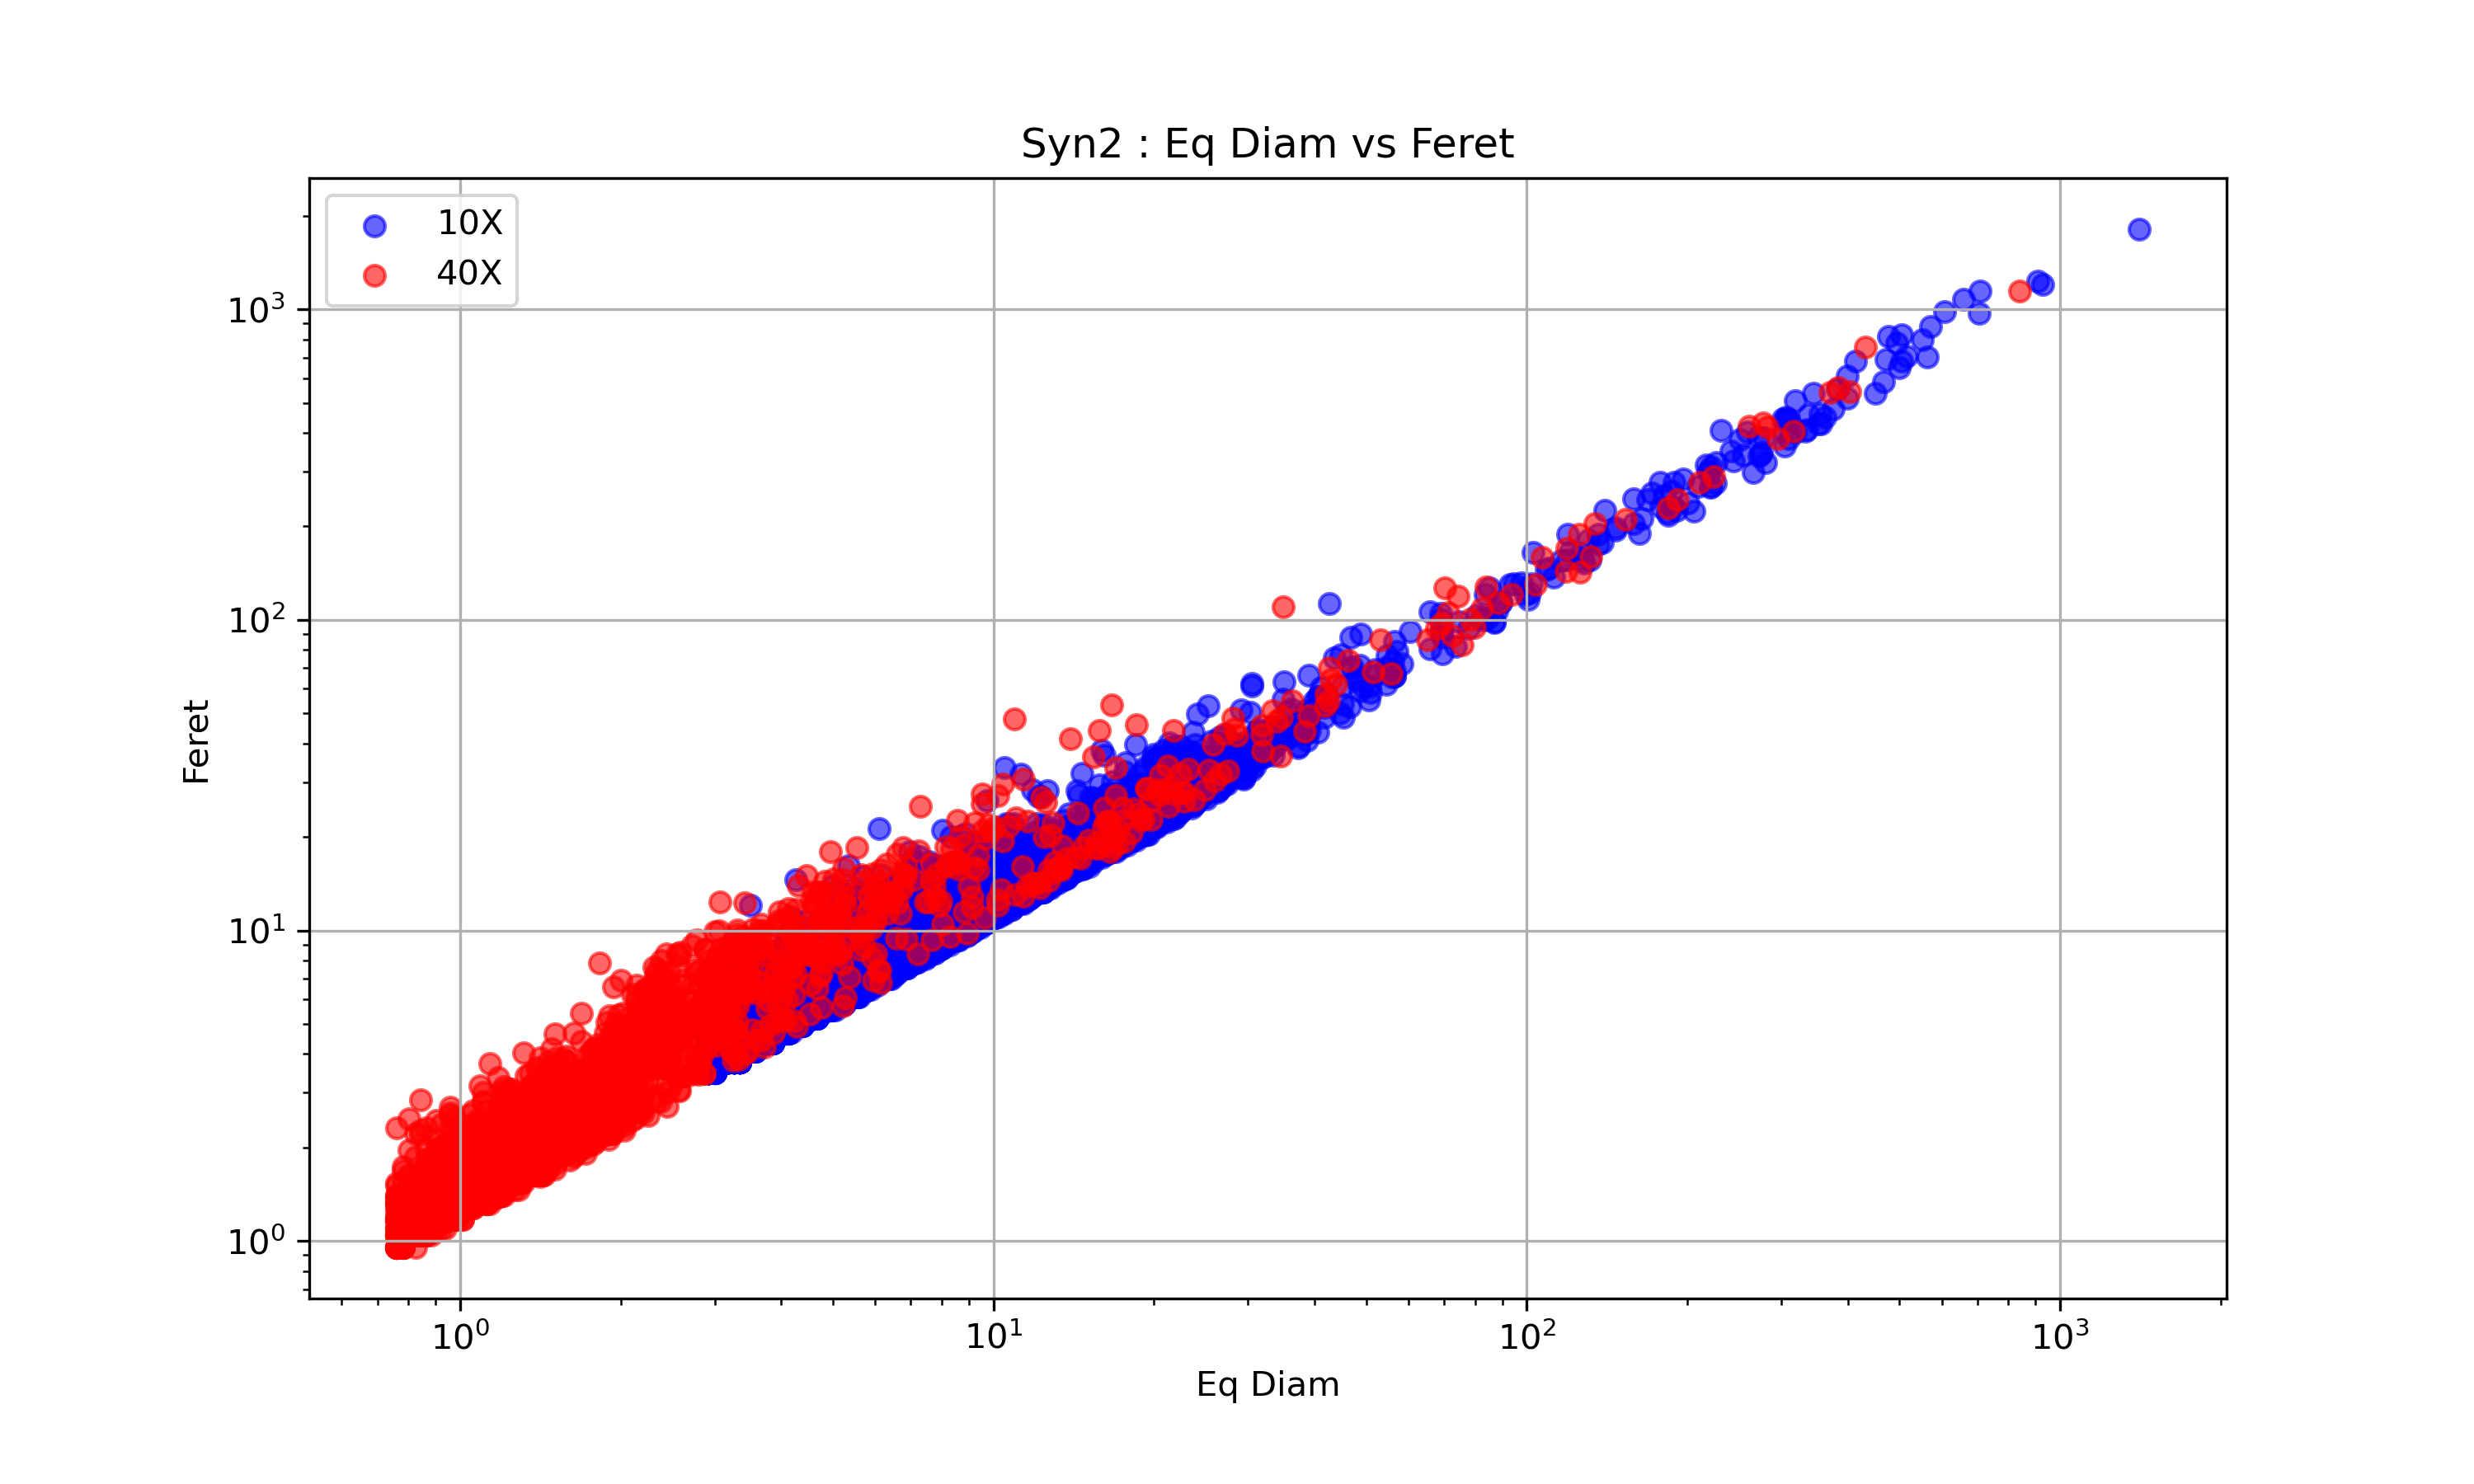 Syn2 : Eq Diam vs Feret
10X
40X
10³
10²
10¹
10⁰
Feret
10⁰ 10¹ 10² 10³
Eq Diam